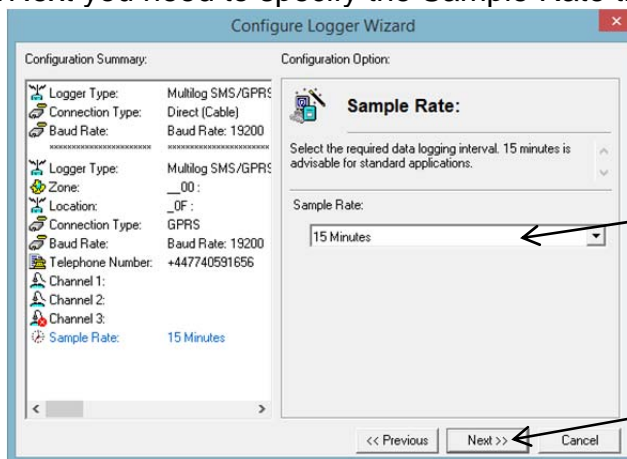 Next you need to specify the Sample Rate
Configure Logger Wizard
Configuration Summary:
Logger Type: Multilog SMS/GPRS
Connection Type: Direct (Cable)
Baud Rate: Baud Rate: 19200
xxxxxxxxxxxxxxxxxxxxxx xxxxxxxxxxxxxxxxxxxxxx
Logger Type: Multilog SMS/GPRS
Zone: __00 :
Location: _0F :
Connection Type: GPRS
Baud Rate: Baud Rate: 19200
Telephone Number: +447740591656
Channel 1:
Channel 2:
Channel 3:
Sample Rate: 15 Minutes
Configuration Option:
Sample Rate:
Select the required data logging interval. 15 minutes is
advisable for standard applications.
Sample Rate:
15 Minutes
<< Previous
Next >>
Cancel